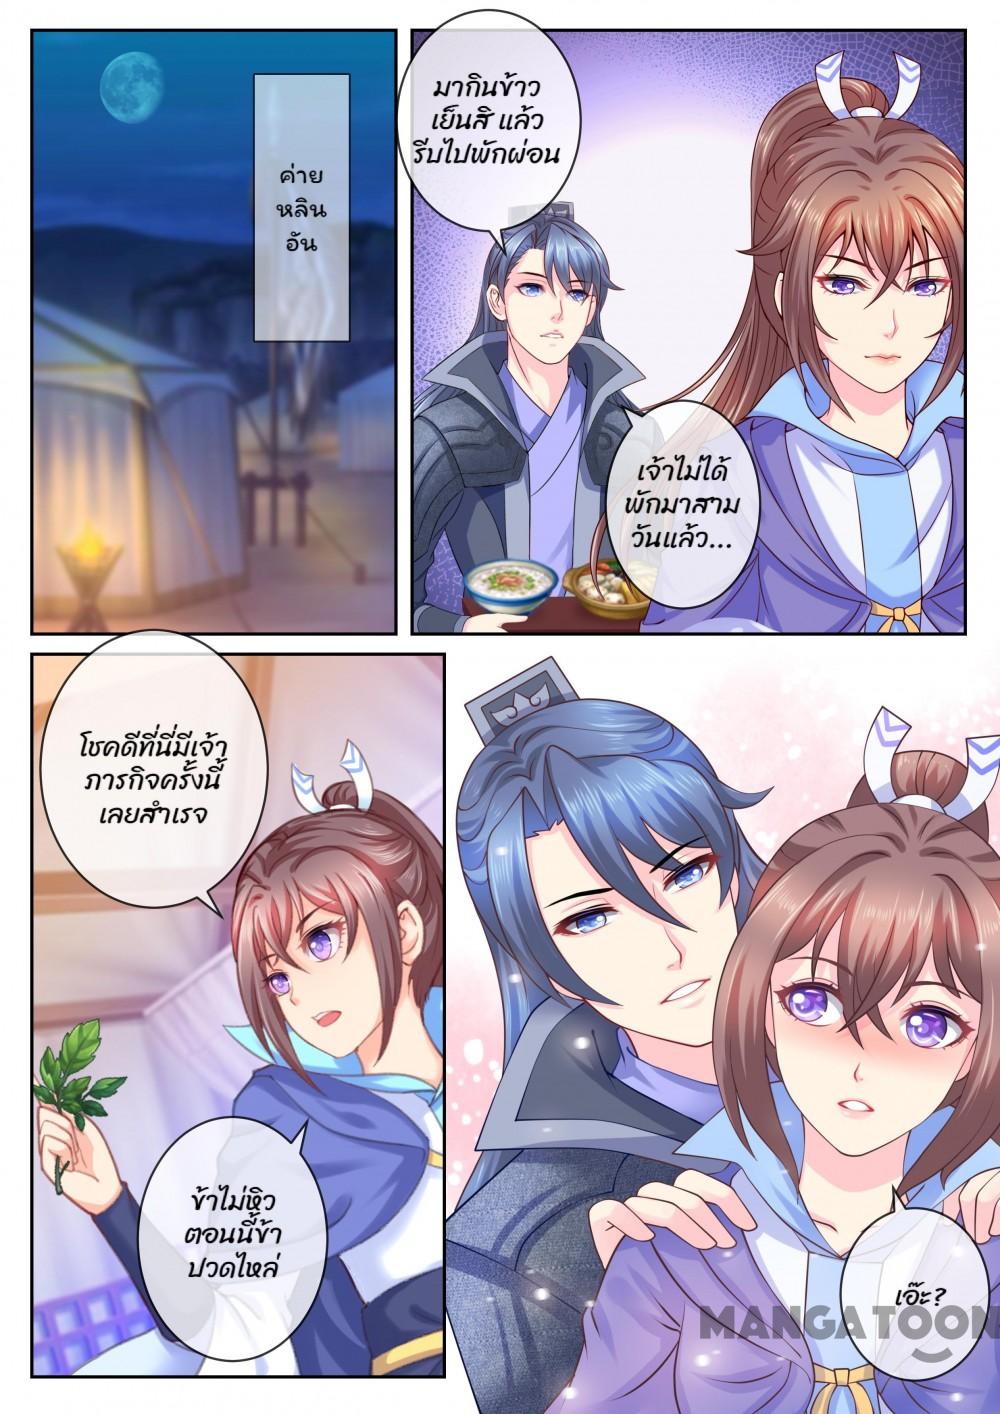 ค่าย
หลิน
อัน
มากินข้าว
เย็นสิ แล้ว
รีบไปพักผ่อน
เจ้าไม่ได้
พักมาสาม
วันแล้ว...
โชคดีที่นี่มีเจ้า
ภารกิจครั้งนี้
เลยสำเรจ
ข้าไม่หิว
ตอนนี้ข้า
ปวดไหล่
เอ๊ะ?
MANGATOON